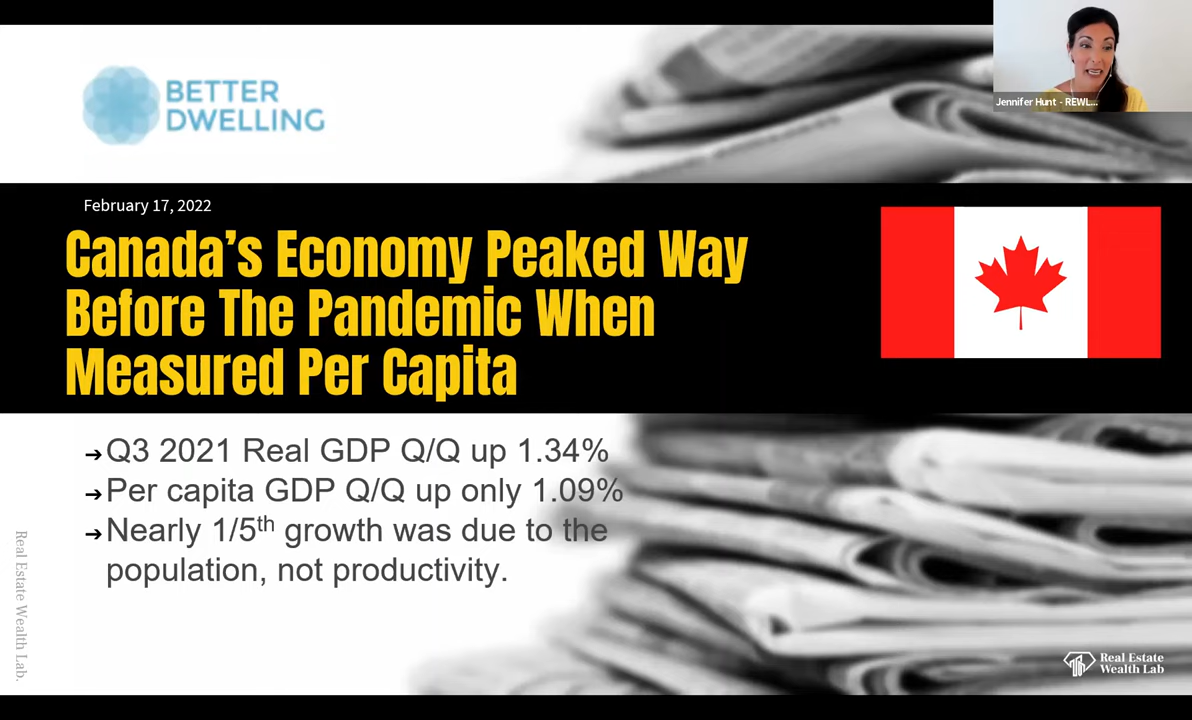 BETTER
DWELLING
Jennifer Hunt - REWL...
February 17, 2022
Canada's Economy Peaked Way
Before The Pandemic When
Measured Per Capita
➔Q3 2021 Real GDP Q/Q up 1.34%
➔Per capita GDP Q/Q up only 1.09%
➔Nearly 1/5th growth was due to the
population, not productivity.
Real Estate Wealth Lab.
Real Estate
Wealth Lab